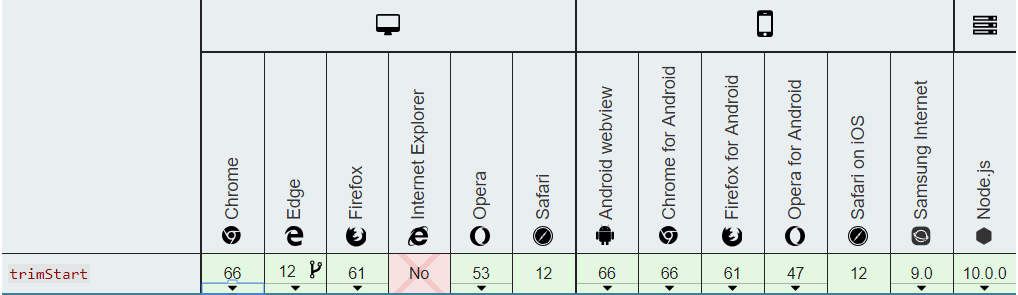 Chrome
Edge
Firefox
Internet Explorer
Opera
Safari
Android webview
Chrome for Android
Firefox for Android
Opera for Android
Safari on iOS
Samsung Internet
Node.js
trimStart 66 12 61 No 53 12 66 66 61 47 12 9.0 10.0.0